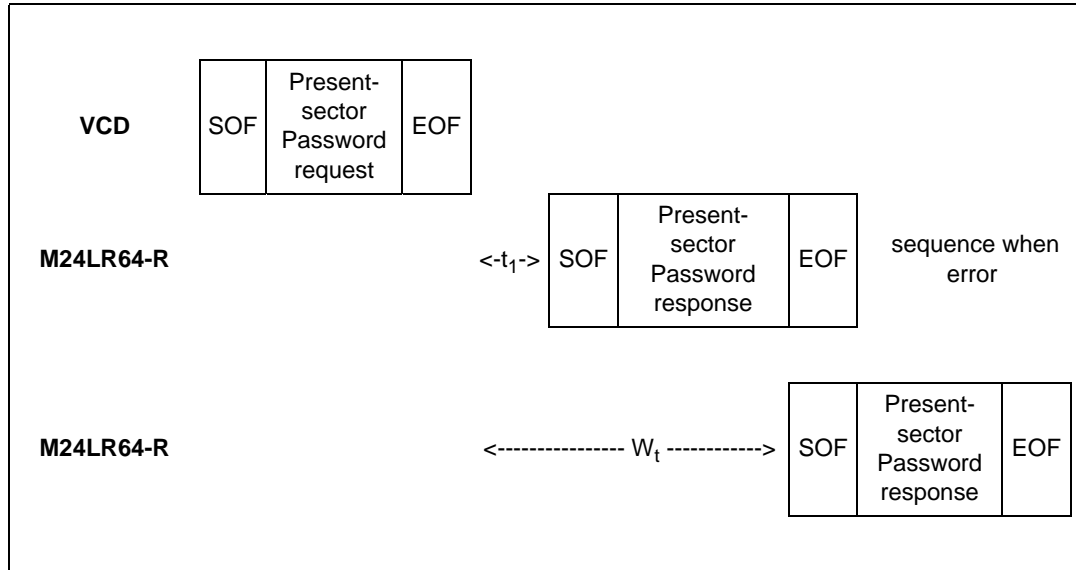 VCD
SOF
Present-
sector
Password
request
EOF
M24LR64-R
<-t1->
SOF
Present-
sector
Password
response
EOF
sequence when
error
M24LR64-R
<---------------- Wt ------------>
SOF
Present-
sector
Password
response
EOF